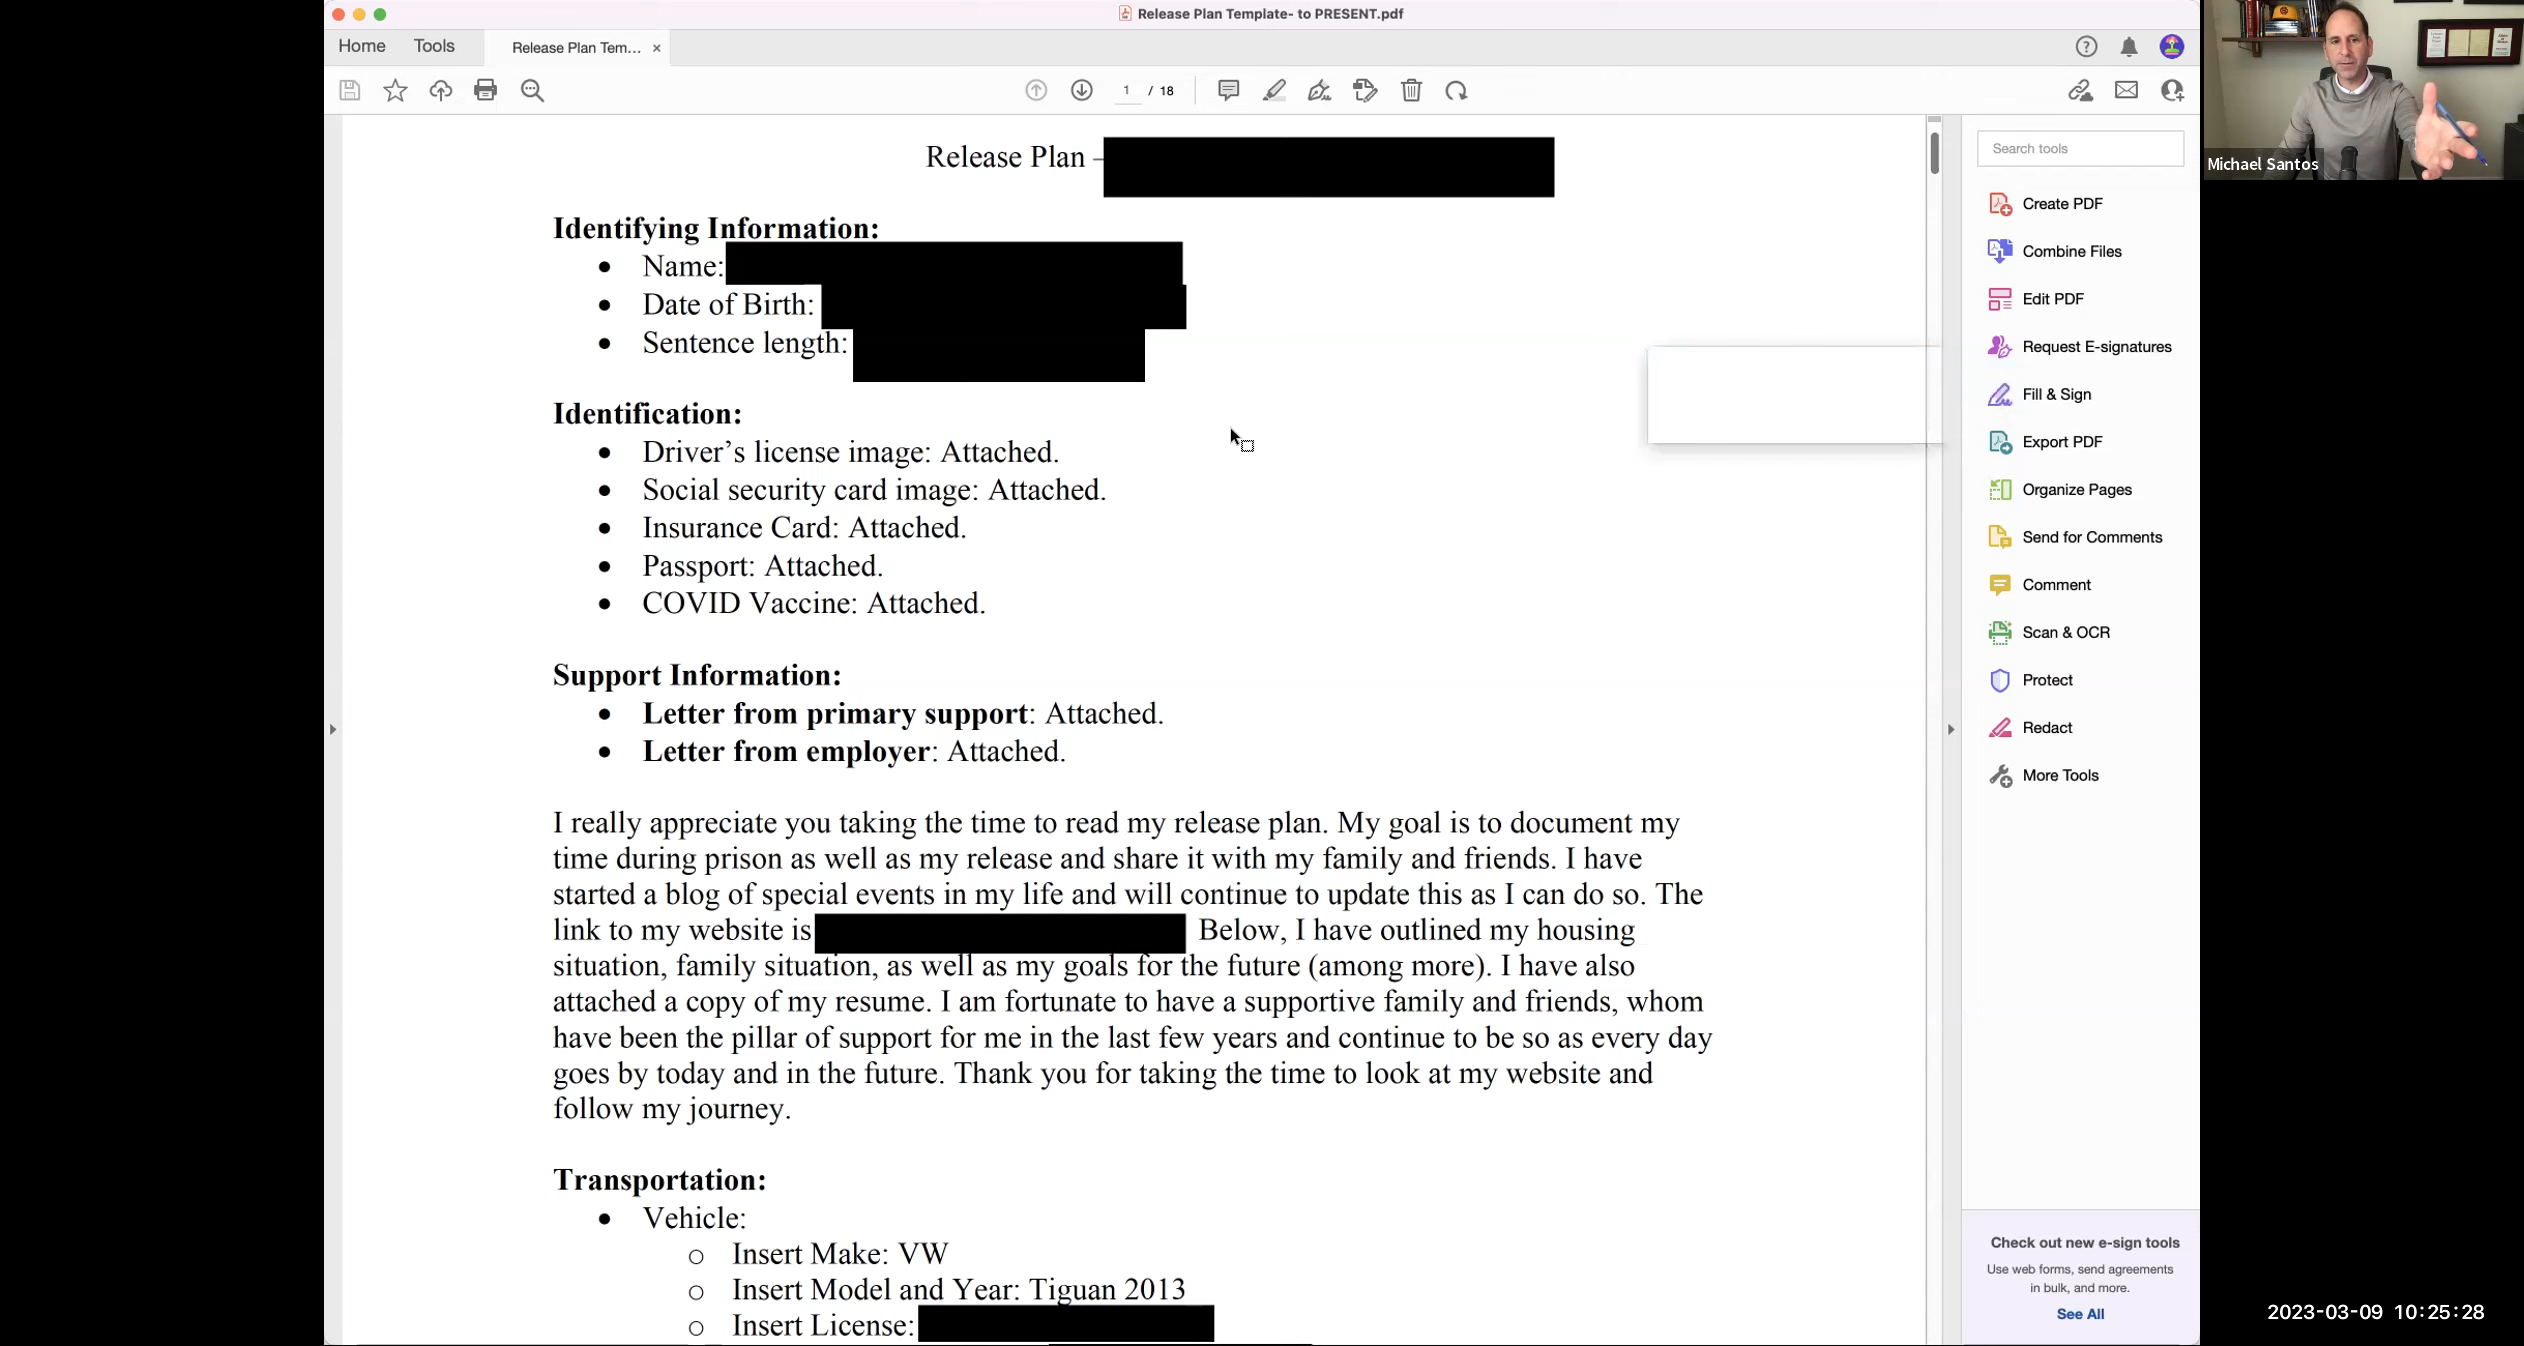 Release Plan Template- to PRESENT.pdf
Home
Tools
Release Plan Tem...
1 / 18
Release Plan –
Identifying Information:
• Name:
• Date of Birth:
• Sentence length:
Identification:
• Driver’s license image: Attached.
• Social security card image: Attached.
• Insurance Card: Attached.
• Passport: Attached.
• COVID Vaccine: Attached.
Support Information:
• Letter from primary support: Attached.
• Letter from employer: Attached.
I really appreciate you taking the time to read my release plan. My goal is to document my
time during prison as well as my release and share it with my family and friends. I have
started a blog of special events in my life and will continue to update this as I can do so. The
link to my website is Below, I have outlined my housing
situation, family situation, as well as my goals for the future (among more). I have also
attached a copy of my resume. I am fortunate to have a supportive family and friends, whom
have been the pillar of support for me in the last few years and continue to be so as every day
goes by today and in the future. Thank you for taking the time to look at my website and
follow my journey.
Transportation:
• Vehicle:
o Insert Make: VW
o Insert Model and Year: Tiguan 2013
o Insert License:
Search tools
Create PDF
Combine Files
Edit PDF
Request E-signatures
Fill & Sign
Export PDF
Organize Pages
Send for Comments
Comment
Scan & OCR
Protect
Redact
More Tools
Check out new e-sign tools
Use web forms, send agreements
in bulk, and more.
See All
Michael Santos
2023-03-09 10:25:28